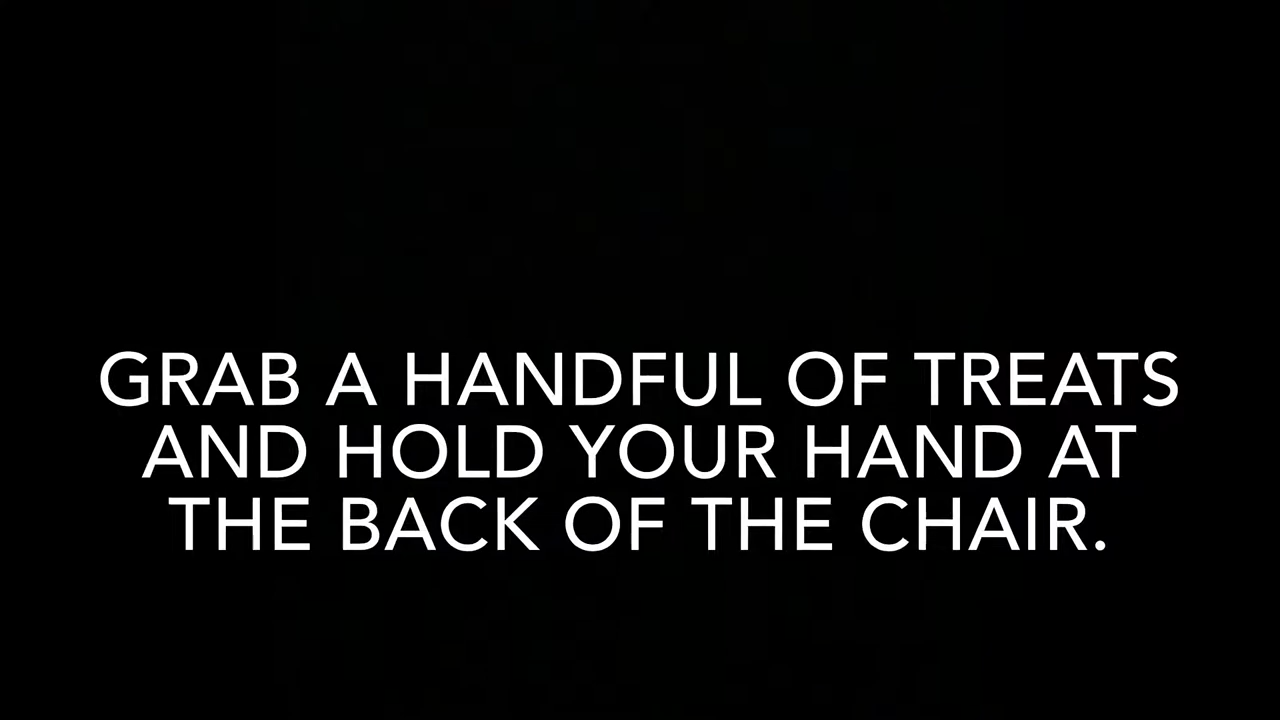 GRAB A HANDFUL OF TREATS
AND HOLD YOUR HAND AT
THE BACK OF THE CHAIR.